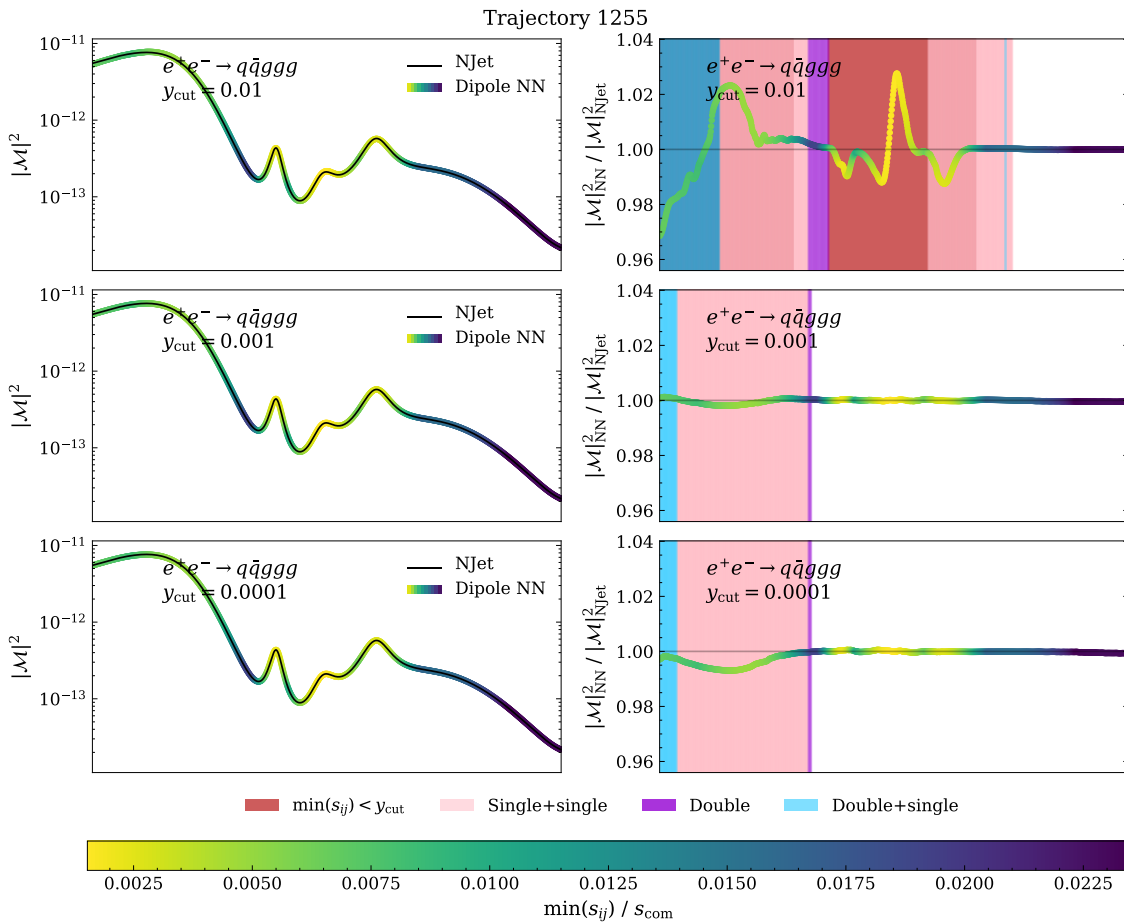 Trajectory 1255
10⁻¹¹
10⁻¹²
10⁻¹³
|ℳ|²
e⁺e⁻ → qq̄ggg
y_cut = 0.01
NJet
Dipole NN
1.04
1.02
1.00
0.98
0.96
|ℳ|²_NN / |ℳ|²_NJet
e⁺e⁻ → qq̄ggg
y_cut = 0.01
10⁻¹¹
10⁻¹²
10⁻¹³
|ℳ|²
e⁺e⁻ → qq̄ggg
y_cut = 0.001
NJet
Dipole NN
1.04
1.02
1.00
0.98
0.96
|ℳ|²_NN / |ℳ|²_NJet
e⁺e⁻ → qq̄ggg
y_cut = 0.001
10⁻¹¹
10⁻¹²
10⁻¹³
|ℳ|²
e⁺e⁻ → qq̄ggg
y_cut = 0.0001
NJet
Dipole NN
1.04
1.02
1.00
0.98
0.96
|ℳ|²_NN / |ℳ|²_NJet
e⁺e⁻ → qq̄ggg
y_cut = 0.0001
min(s_ij) < y_cut
Single+single
Double
Double+single
0.0025 0.0050 0.0075 0.0100 0.0125 0.0150 0.0175 0.0200 0.0225
min(s_ij) / s_com